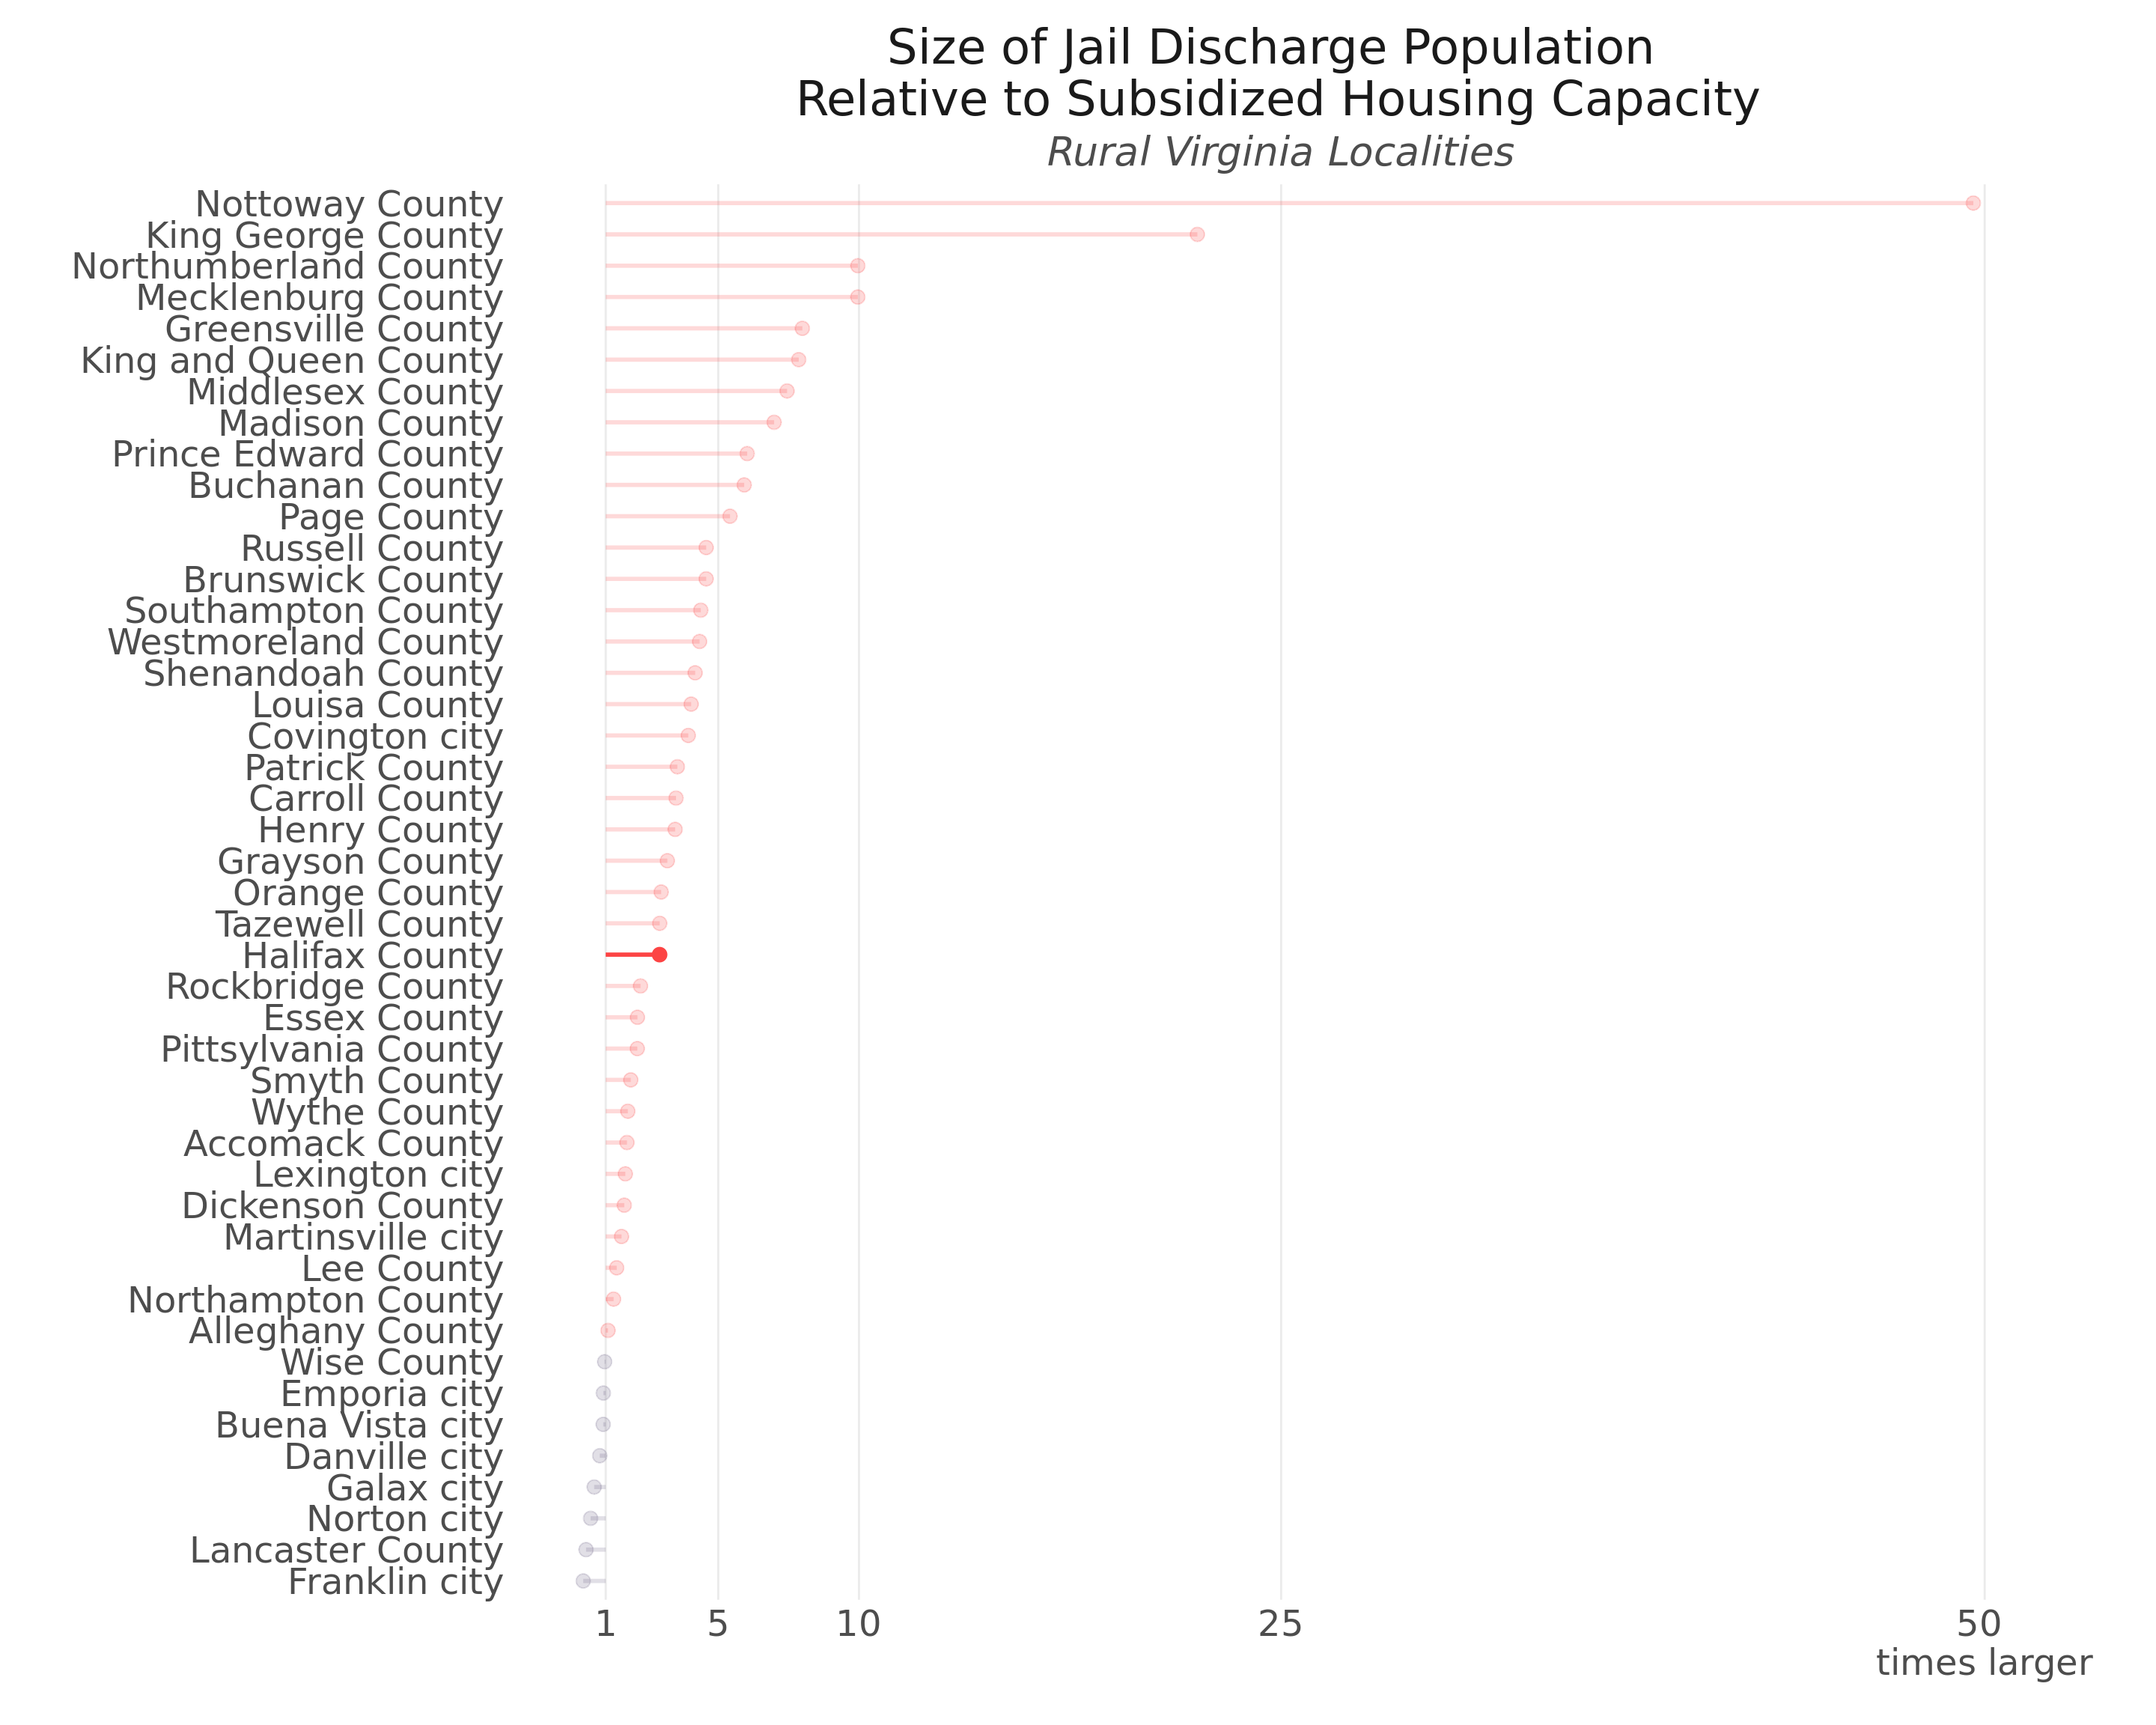 Size of Jail Discharge Population
Relative to Subsidized Housing Capacity
Rural Virginia Localities
Nottoway County
King George County
Northumberland County
Mecklenburg County
Greensville County
King and Queen County
Middlesex County
Madison County
Prince Edward County
Buchanan County
Page County
Russell County
Brunswick County
Southampton County
Westmoreland County
Shenandoah County
Louisa County
Covington city
Patrick County
Carroll County
Henry County
Grayson County
Orange County
Tazewell County
Halifax County
Rockbridge County
Essex County
Pittsylvania County
Smyth County
Wythe County
Accomack County
Lexington city
Dickenson County
Martinsville city
Lee County
Northampton County
Alleghany County
Wise County
Emporia city
Buena Vista city
Danville city
Galax city
Norton city
Lancaster County
Franklin city
1 5 10 25 50
times larger